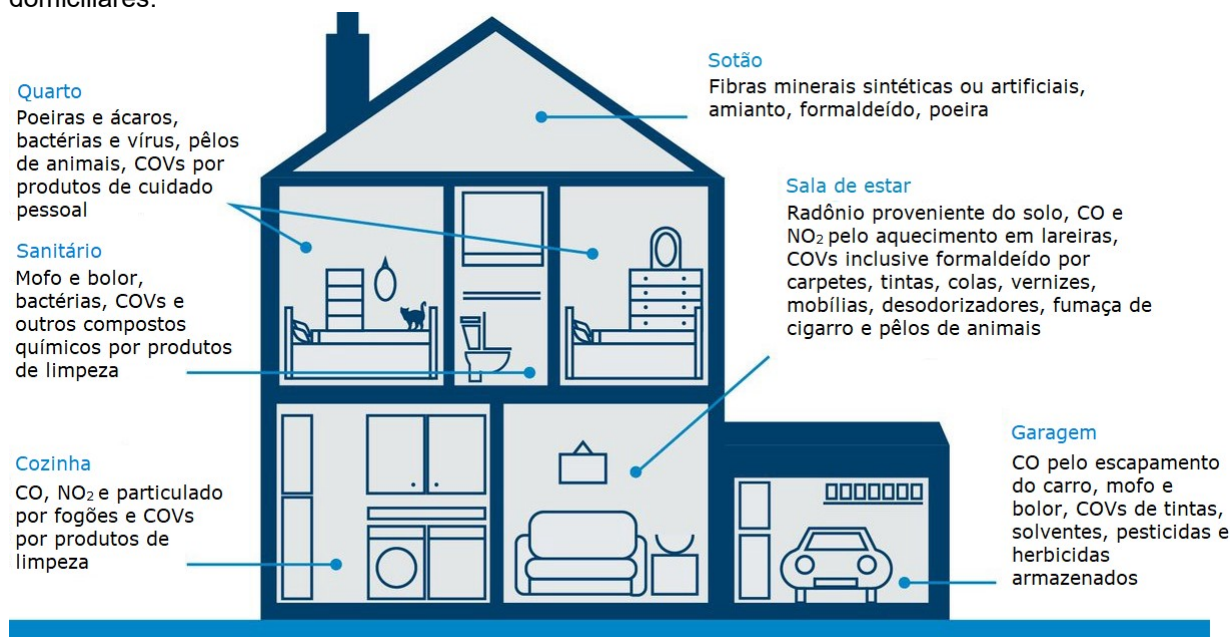 domiciliares.
Sotão
Fibras minerais sintéticas ou artificiais,
amianto, formaldeído, poeira
Quarto
Poeiras e ácaros,
bactérias e vírus, pêlos
de animais, COVs por
produtos de cuidado
pessoal
Sala de estar
Radônio proveniente do solo, CO e
NO₂ pelo aquecimento em lareiras,
COVs inclusive formaldeído por
carpetes, tintas, colas, vernizes,
mobílias, desodorizadores, fumaça de
cigarro e pêlos de animais
Sanitário
Mofo e bolor,
bactérias, COVs e
outros compostos
químicos por produtos
de limpeza
Cozinha
CO, NO₂ e particulado
por fogões e COVs
por produtos de
limpeza
Garagem
CO pelo escapamento
do carro, mofo e
bolor, COVs de tintas,
solventes, pesticidas e
herbicidas
armazenados